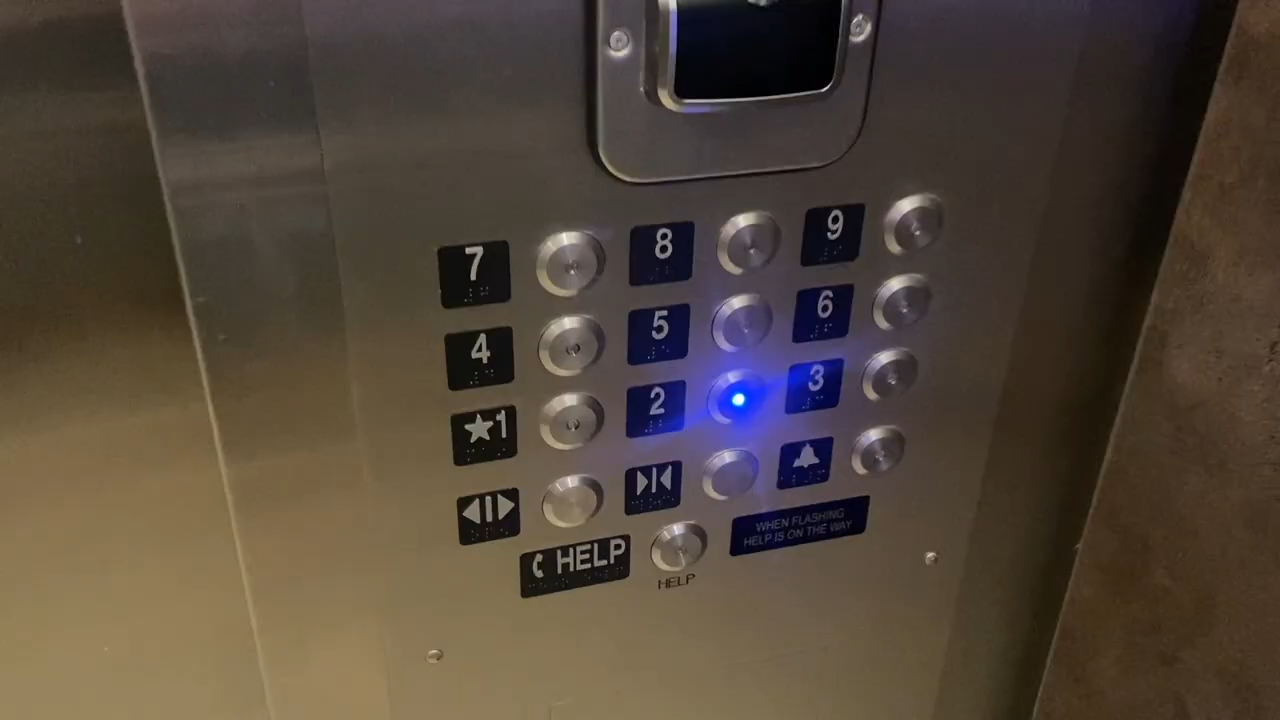 7 8 9
4 5 6
★1 2 3
HELP
WHEN FLASHING
HELP IS ON THE WAY
HELP